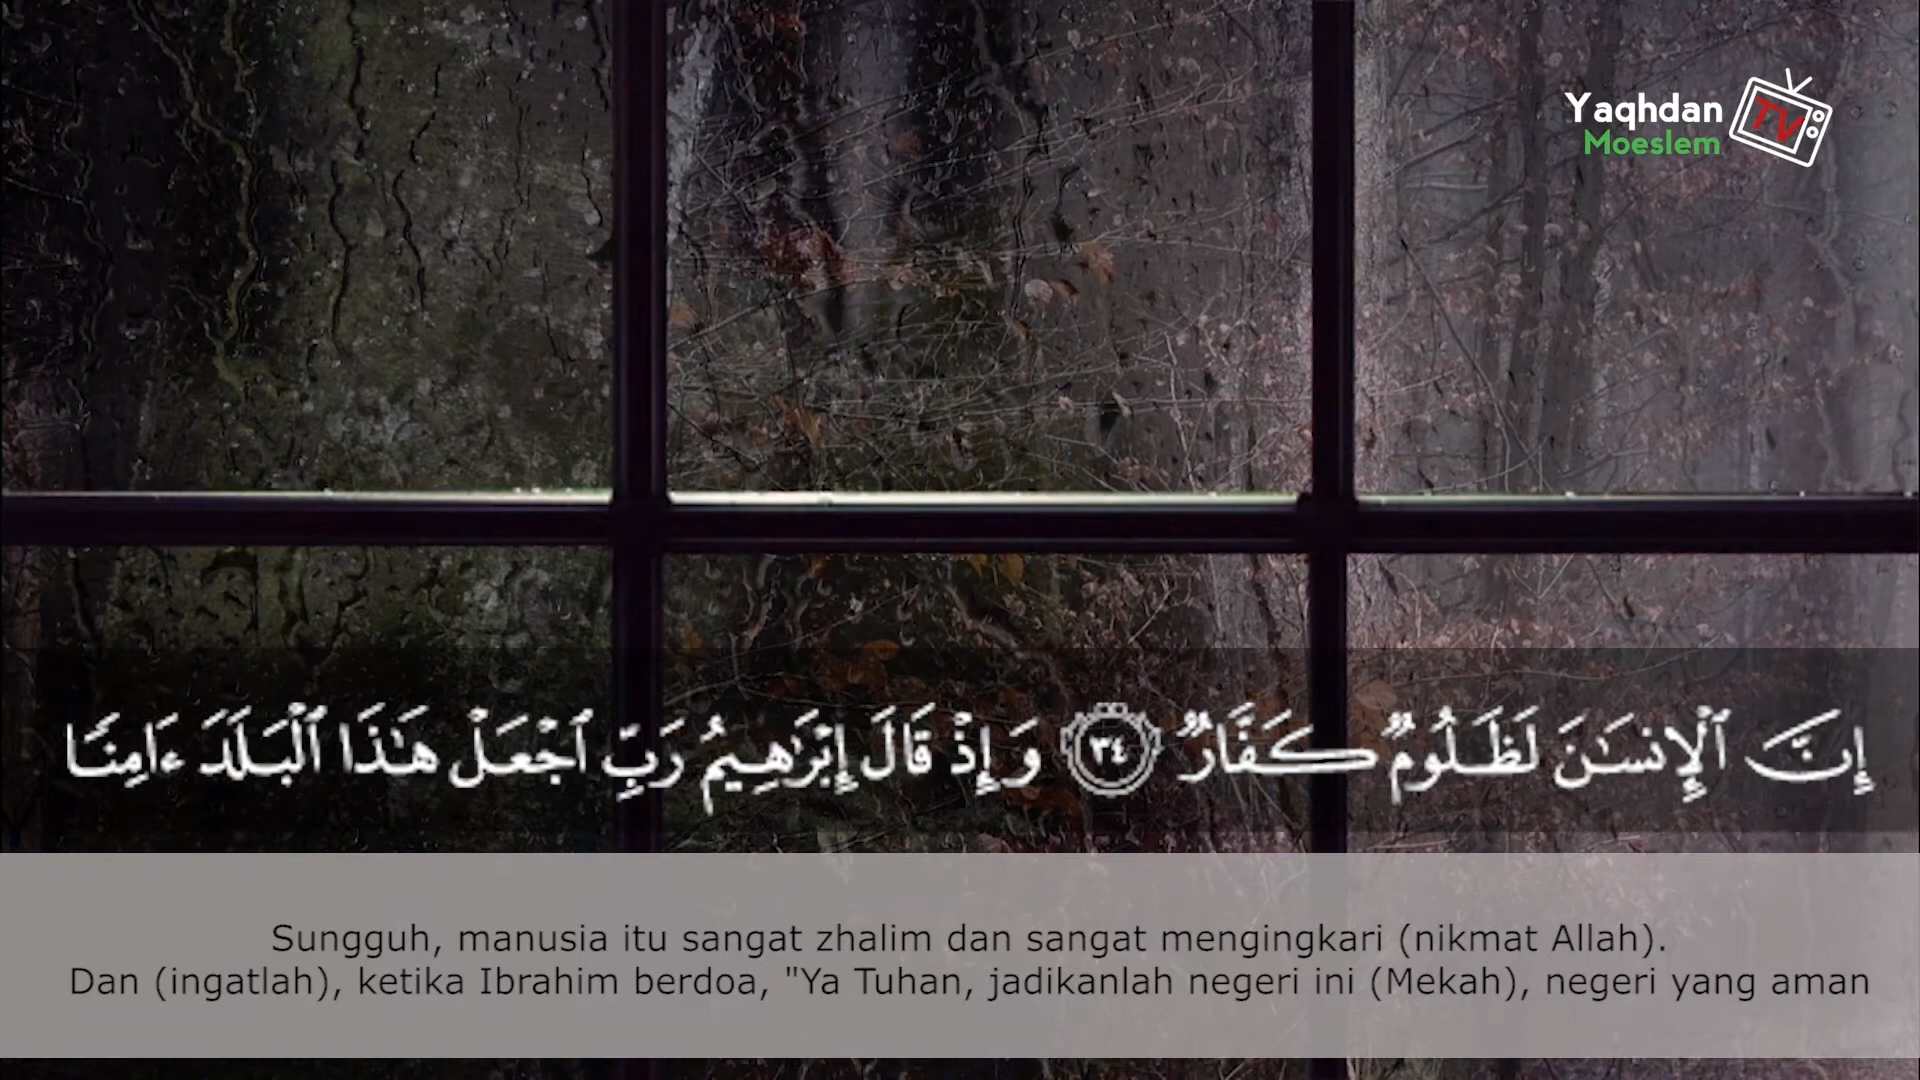 Yaqhdan
Moeslem
TV
إِنَّ ٱلْإِنسَـٰنَ لَظَلُومٌ كَفَّارٌ ٣٤ وَإِذْ قَالَ إِبْرَٰهِيمُ رَبِّ ٱجْعَلْ هَـٰذَا ٱلْبَلَدَ ءَامِنًا
Sungguh, manusia itu sangat zhalim dan sangat mengingkari (nikmat Allah).
Dan (ingatlah), ketika Ibrahim berdoa, "Ya Tuhan, jadikanlah negeri ini (Mekah), negeri yang aman